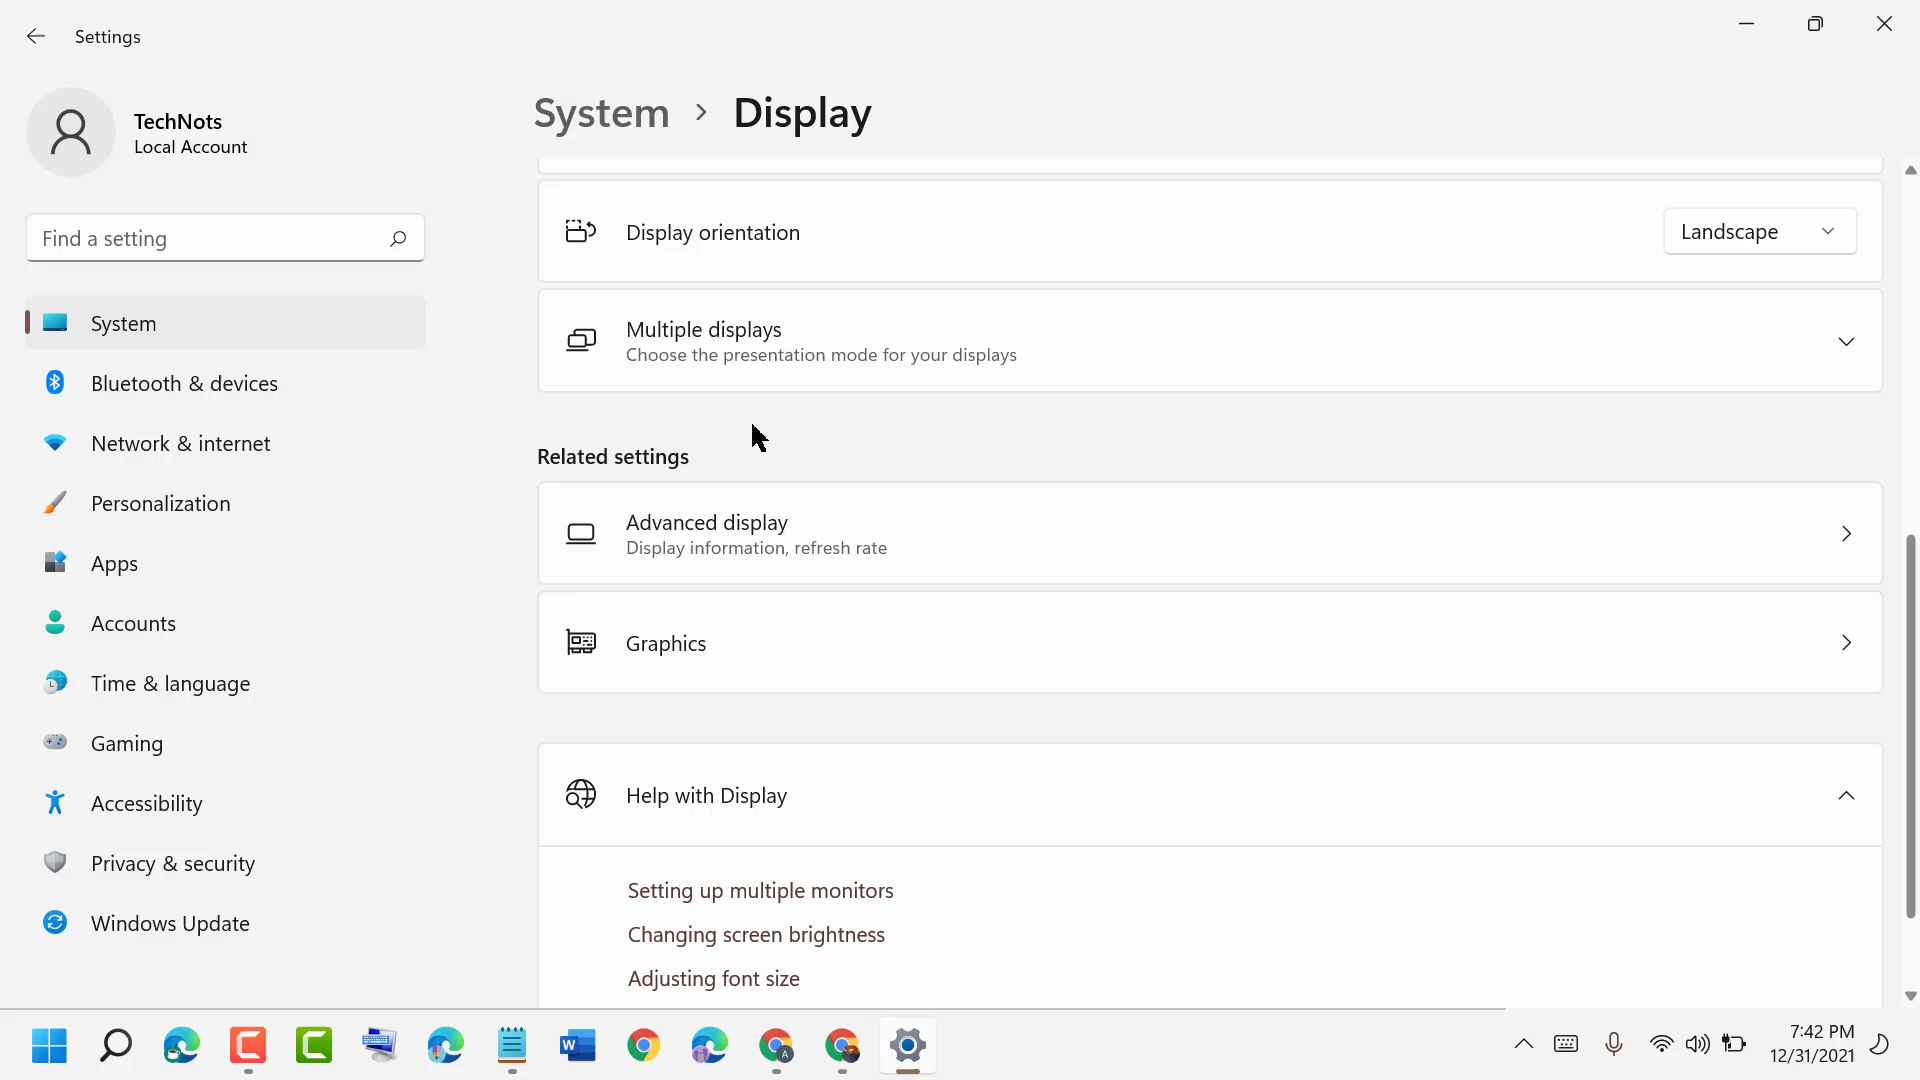 Settings
TechNots
Local Account
Find a setting
System
Bluetooth & devices
Network & internet
Personalization
Apps
Accounts
Time & language
Gaming
Accessibility
Privacy & security
Windows Update
System > Display
Display orientation
Landscape
Multiple displays
Choose the presentation mode for your displays
Related settings
Advanced display
Display information, refresh rate
Graphics
Help with Display
Setting up multiple monitors
Changing screen brightness
Adjusting font size
7:42 PM
12/31/2021